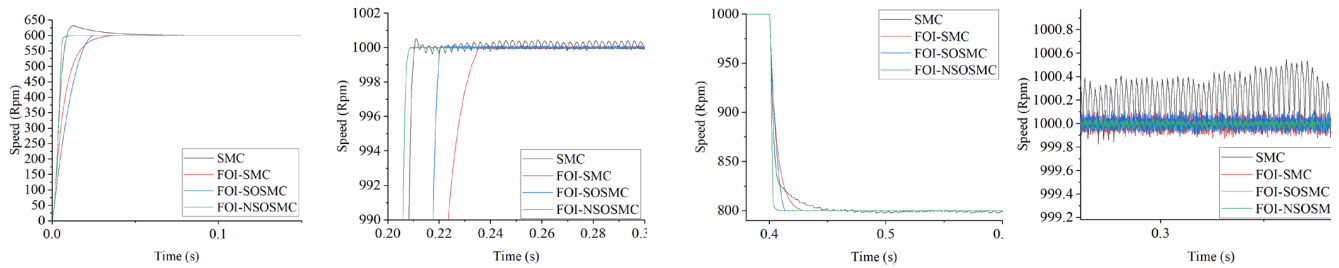 650
600
550
500
450
400
350
300
250
200
150
100
50
0
Speed (Rpm)
SMC
FOI-SMC
FOI-SOSMC
FOI-NSOSMC
0.0
0.1
Time (s)
1002
1000
998
996
994
992
990
Speed (Rpm)
SMC
FOI-SMC
FOI-SOSMC
FOI-NSOSMC
0.20
0.22
0.24
0.26
0.28
0.3
Time (s)
1000
950
900
850
800
Speed (Rpm)
SMC
FOI-SMC
FOI-SOSMC
FOI-NSOSMC
0.4
0.5
Time (s)
1000.8
1000.6
1000.4
1000.2
1000.0
999.8
999.6
999.4
999.2
Speed (Rpm)
SMC
FOI-SMC
FOI-SOSMC
FOI-NSOSM
0.3
Time (s)